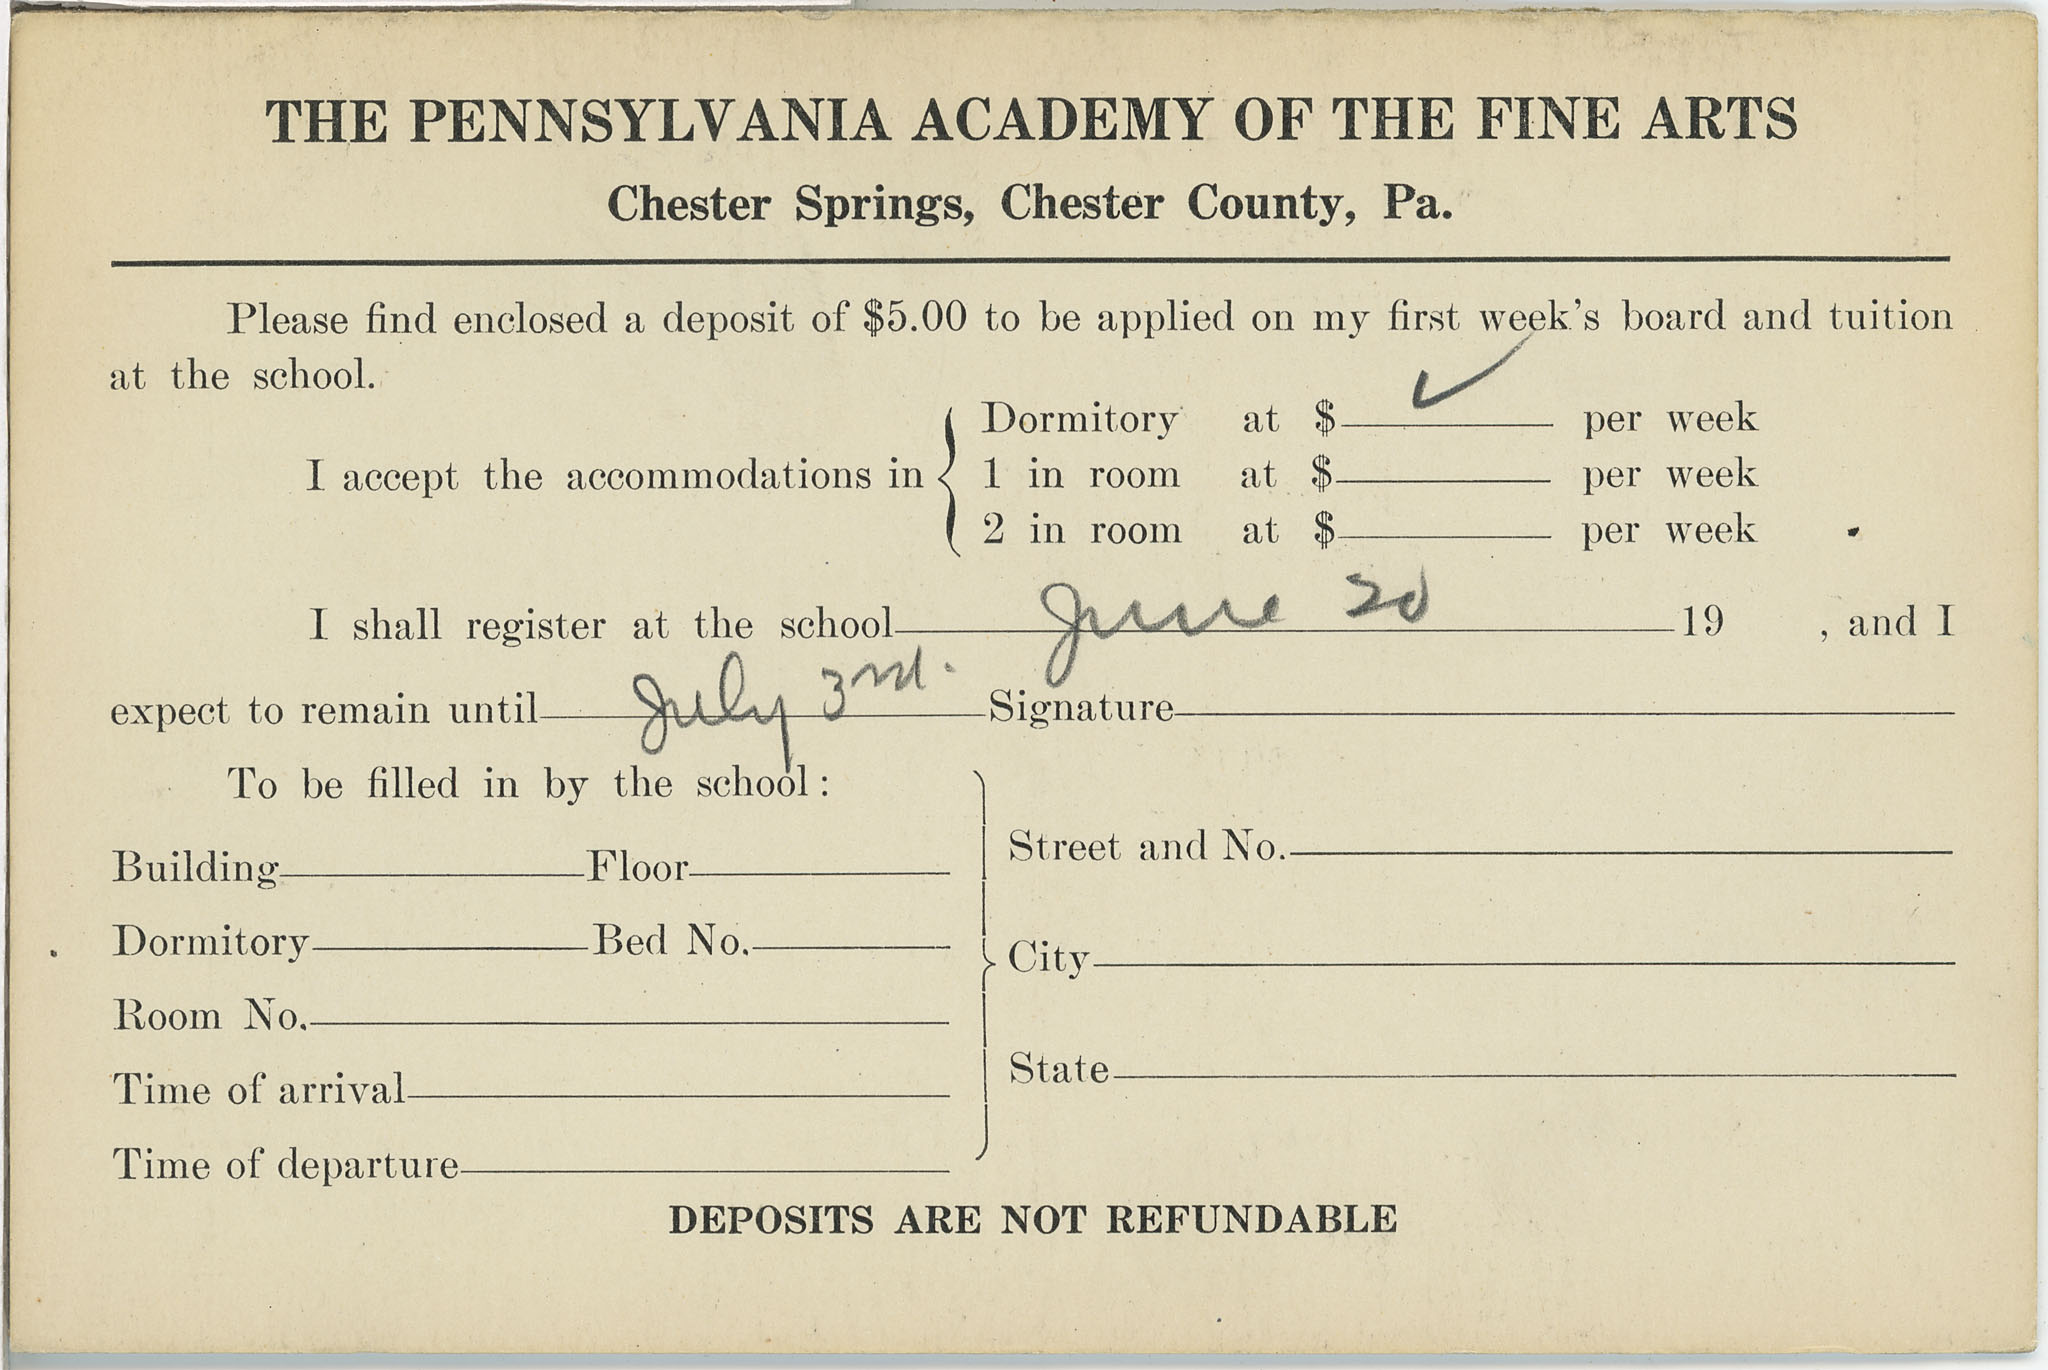 THE PENNSYLVANIA ACADEMY OF THE FINE ARTS
Chester Springs, Chester County, Pa.
Please find enclosed a deposit of $5.00 to be applied on my first week's board and tuition
at the school.
Dormitory at $ ✓ per week
I accept the accommodations in { 1 in room at $ per week
2 in room at $ per week
I shall register at the school June 20 19 , and I
expect to remain until July 3rd. Signature
To be filled in by the school:
Building Floor
Street and No.
Dormitory Bed No.
City
Room No.
State
Time of arrival
Time of departure
DEPOSITS ARE NOT REFUNDABLE